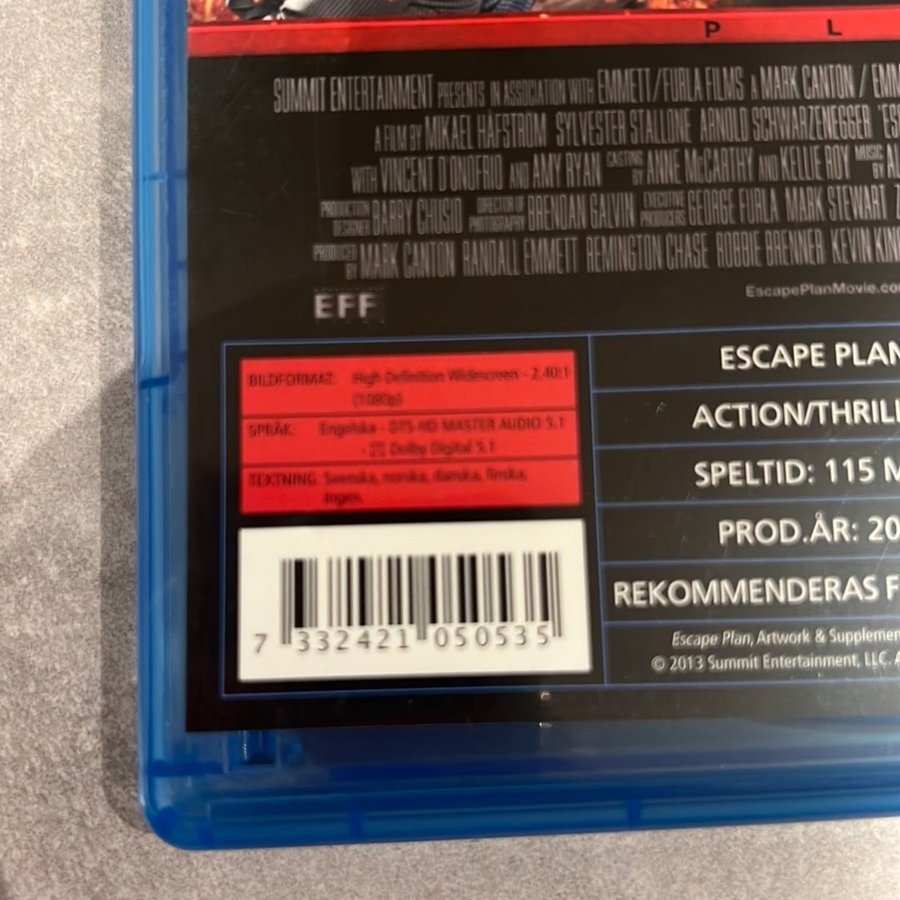 P L
SUMMIT ENTERTAINMENT PRESENTS IN ASSOCIATION WITH EMMETT/FURLA FILMS A MARK CANTON / EMM
A FILM BY MIKAEL HÅFSTRÖM SYLVESTER STALLONE ARNOLD SCHWARZENEGGER "ES
WITH VINCENT D'ONOFRIO AND AMY RYAN CASTING BY ANNE McCARTHY AND KELLIE ROY MUSIC BY AL
PRODUCTION DESIGNER BARRY CHUSID DIRECTOR OF PHOTOGRAPHY BRENDAN GALVIN EXECUTIVE PRODUCERS GEORGE FURLA MARK STEWART
PRODUCED BY MARK CANTON RANDALL EMMETT REMINGTON CHASE ROBBIE BRENNER KEVIN KING
EscapePlanMovie.co
EFF
BILDFORMAT: High Definition Widescreen - 2.40:1
(1080p)
SPRÅK: Engelska - DTS-HD MASTER AUDIO 5.1
- Dolby Digital 5.1
TEXTNING: Svenska, norska, danska, finska,
ingen.
7 332421 050535
ESCAPE PLAN
ACTION/THRILL
SPELTID: 115 M
PROD.ÅR: 20
REKOMMENDERAS F
Escape Plan, Artwork & Supplemen
© 2013 Summit Entertainment, LLC. A